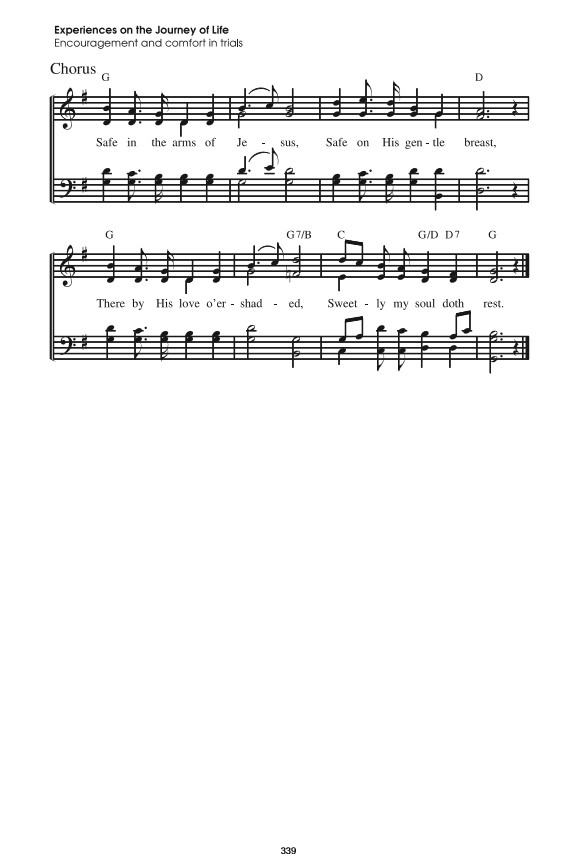 Experiences on the Journey of Life
Encouragement and comfort in trials
Chorus
G D
Safe in the arms of Je - sus, Safe on His gen - tle breast,
G G7/B C G/D D7 G
There by His love o'er - shad - ed, Sweet - ly my soul doth rest.
339